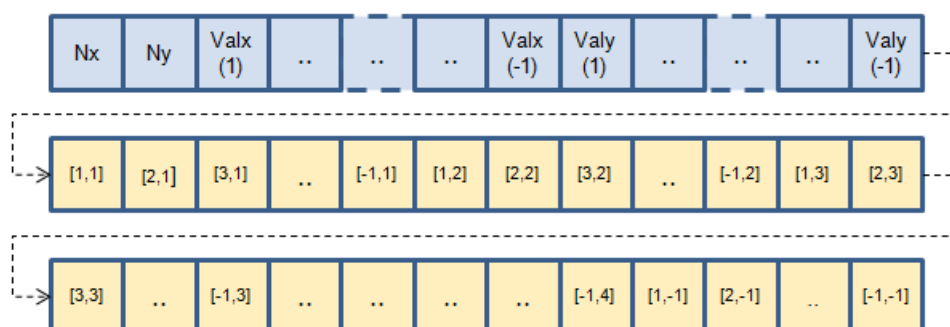 Nx Ny Valx (1) .. .. .. Valx (-1) Valy (1) .. .. .. Valy (-1)
[1,1] [2,1] [3,1] .. [-1,1] [1,2] [2,2] [3,2] .. [-1,2] [1,3] [2,3]
[3,3] .. [-1,3] .. .. .. .. [-1,4] [1,-1] [2,-1] .. [-1,-1]